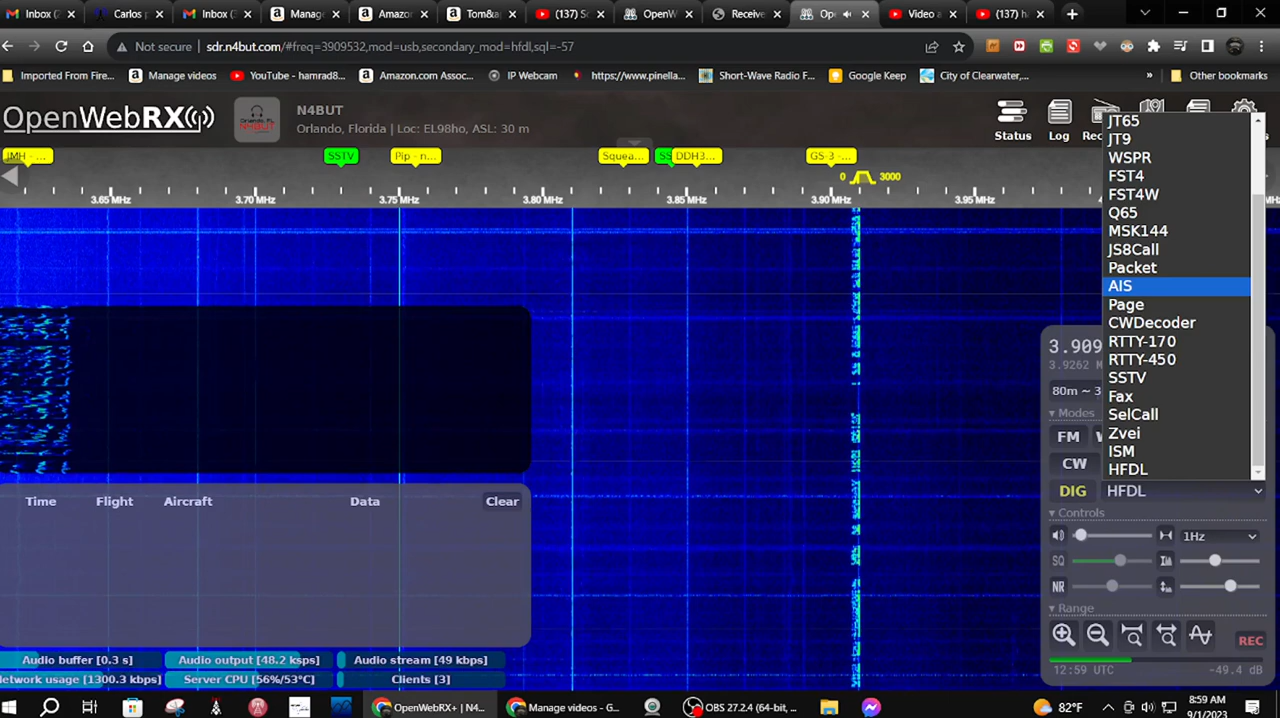 Inbox (
Carlos p
Inbox (2
Manage
Amazor
Tom&a
(137) Sc
OpenW
Receive
Op
Video a
(137) h
Not secure
sdr.n4but.com/#freq=3909532,mod=usb,secondary_mod=hfdl,sql=-57
Imported From Fire...
Manage videos
YouTube - hamrad8...
Amazon.com Assoc...
IP Webcam
https://www.pinella...
Short-Wave Radio F...
Google Keep
City of Clearwater,...
»
Other bookmarks
OpenWebRX
N4BUT
Orlando, Florida | Loc: EL98ho, ASL: 30 m
Status
Log
Rec
JMH - ...
SSTV
Pip - n...
Squea...
SS
DDH3...
GS-3 -...
0
3000
3.65 MHz
3.70 MHz
3.75 MHz
3.80 MHz
3.85 MHz
3.90 MHz
3.95 MHz
JT65
JT9
WSPR
FST4
FST4W
Q65
MSK144
JS8Call
Packet
AIS
Page
CWDecoder
RTTY-170
RTTY-450
SSTV
Fax
SelCall
Zvei
ISM
HFDL
3.909
3.9262 M
80m ~ 3
Modes
FM
CW
DIG
HFDL
Controls
1Hz
SQ
NR
Range
REC
12:59 UTC
-49.4 dB
Time Flight Aircraft Data Clear
Audio buffer [0.3 s]
Audio output [48.2 ksps]
Audio stream [49 kbps]
etwork usage [1300.3 kbps]
Server CPU [56%/53°C]
Clients [3]
OpenWebRX+ | N4...
Manage videos - G...
OBS 27.2.4 (64-bit, ...
82°F
8:59 AM
9/1/2023